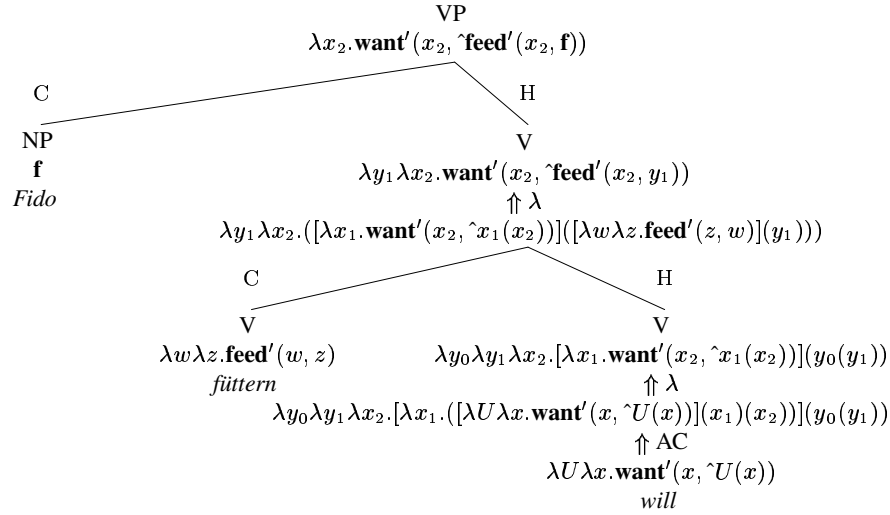 VP
λx₂.want′(x₂, ˆfeed′(x₂, f))
C H
NP V
f λy₁λx₂.want′(x₂, ˆfeed′(x₂, y₁))
Fido ⇑ λ
λy₁λx₂.([λx₁.want′(x₂, ˆx₁(x₂))]([λwλz.feed′(z, w)](y₁)))
C H
V V
λwλz.feed′(w, z) λy₀λy₁λx₂.[λx₁.want′(x₂, ˆx₁(x₂))](y₀(y₁))
füttern ⇑ λ
λy₀λy₁λx₂.[λx₁.([λUλx.want′(x, ˆU(x))](x₁)(x₂))](y₀(y₁))
⇑ AC
λUλx.want′(x, ˆU(x))
will